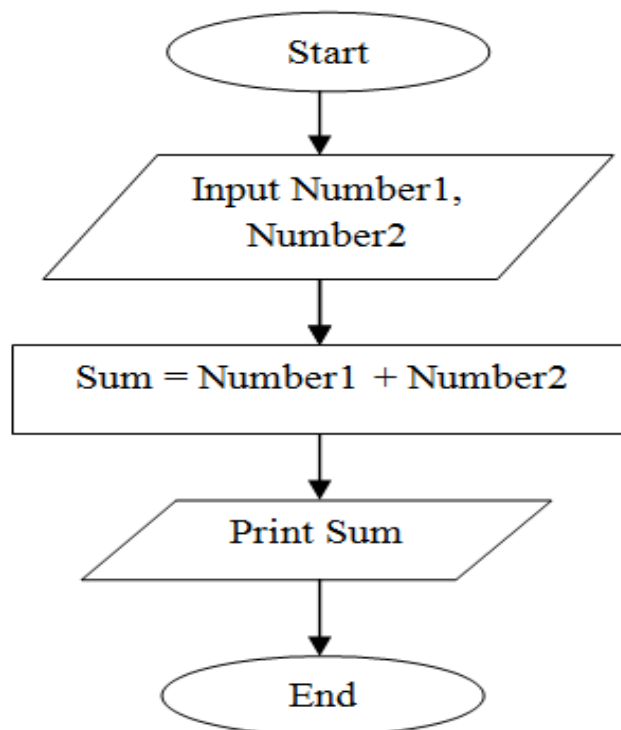 Start
Input Number1,
Number2
Sum = Number1 + Number2
Print Sum
End